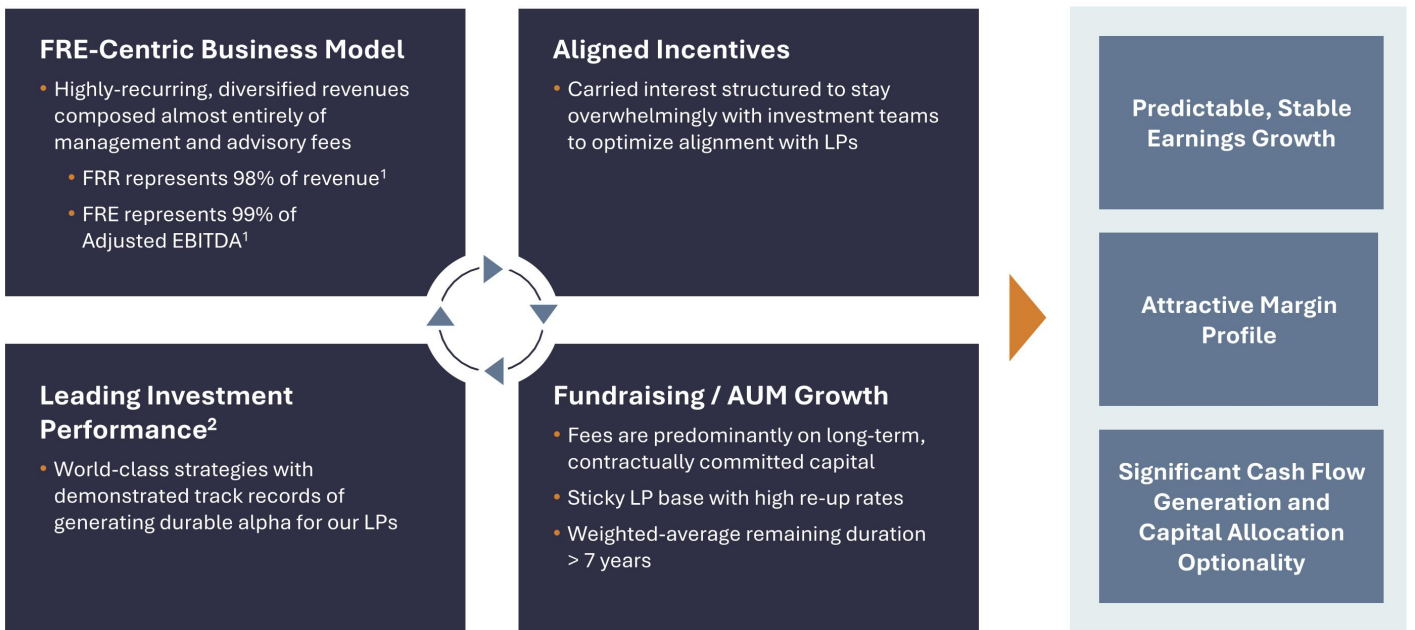 FRE-Centric Business Model
• Highly-recurring, diversified revenues
composed almost entirely of
management and advisory fees
• FRR represents 98% of revenue¹
• FRE represents 99% of
Adjusted EBITDA¹
Aligned Incentives
• Carried interest structured to stay
overwhelmingly with investment teams
to optimize alignment with LPs
Leading Investment
Performance²
• World-class strategies with
demonstrated track records of
generating durable alpha for our LPs
Fundraising / AUM Growth
• Fees are predominantly on long-term,
contractually committed capital
• Sticky LP base with high re-up rates
• Weighted-average remaining duration
> 7 years
Predictable, Stable
Earnings Growth
Attractive Margin
Profile
Significant Cash Flow
Generation and
Capital Allocation
Optionality